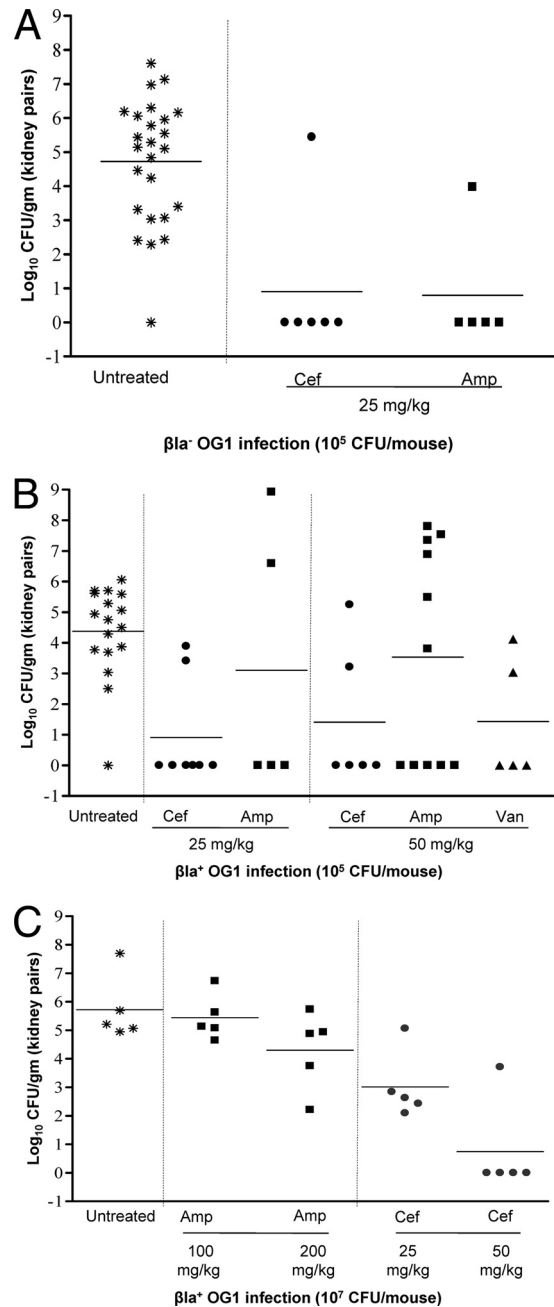 A
Log₁₀ CFU/gm (kidney pairs)
9
8
7
6
5
4
3
2
1
0
-1
Untreated Cef Amp
25 mg/kg
βla⁻ OG1 infection (10⁵ CFU/mouse)
B
Log₁₀ CFU/gm (kidney pairs)
9
8
7
6
5
4
3
2
1
0
-1
Untreated Cef Amp Cef Amp Van
25 mg/kg 50 mg/kg
βla⁺ OG1 infection (10⁵ CFU/mouse)
C
Log₁₀ CFU/gm (kidney pairs)
9
8
7
6
5
4
3
2
1
0
-1
Untreated Amp Amp Cef Cef
100 200 25 50
mg/kg mg/kg mg/kg mg/kg
βla⁺ OG1 infection (10⁷ CFU/mouse)